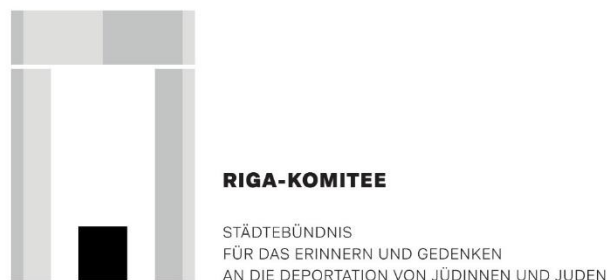 RIGA-KOMITEE
STÄDTEBÜNDNIS
FÜR DAS ERINNERN UND GEDENKEN
AN DIE DEPORTATION VON JÜDINNEN UND JUDEN